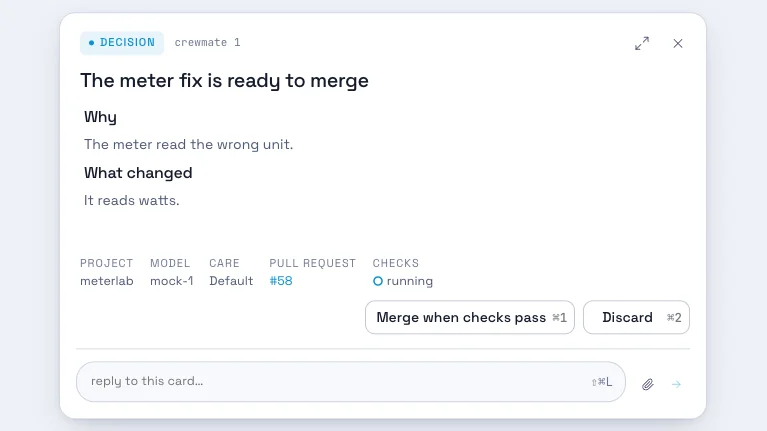 DECISION crewmate 1
The meter fix is ready to merge
Why
The meter read the wrong unit.
What changed
It reads watts.
PROJECT MODEL CARE PULL REQUEST CHECKS
meterlab mock-1 Default #58 running
Merge when checks pass ⌘1 Discard ⌘2
reply to this card… ⇧⌘L